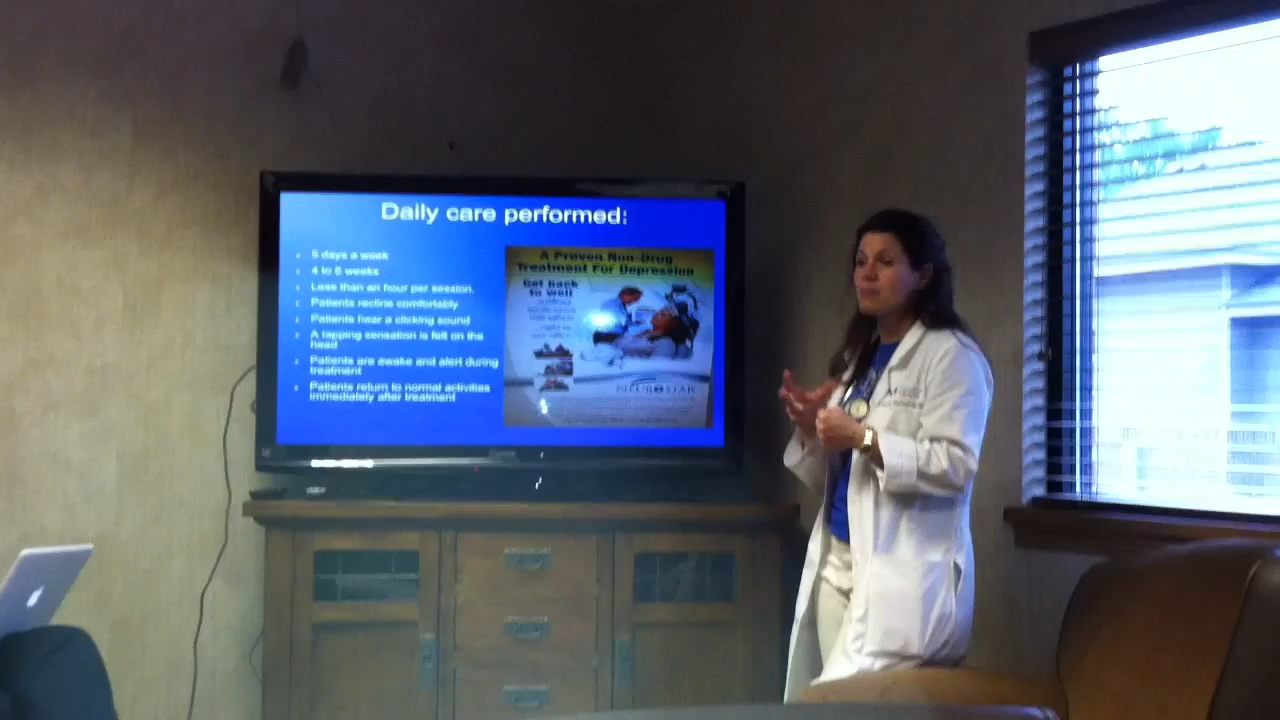 Daily care performed:
5 days a week
4 to 6 weeks
Less than an hour per session.
Patients recline comfortably
Patients hear a clicking sound
A tapping sensation is felt on the
head
Patients are awake and alert during
treatment
Patients return to normal activities
immediately after treatment
A Proven Non-Drug
Treatment For Depression
Get back
to well
NEUROSTAR